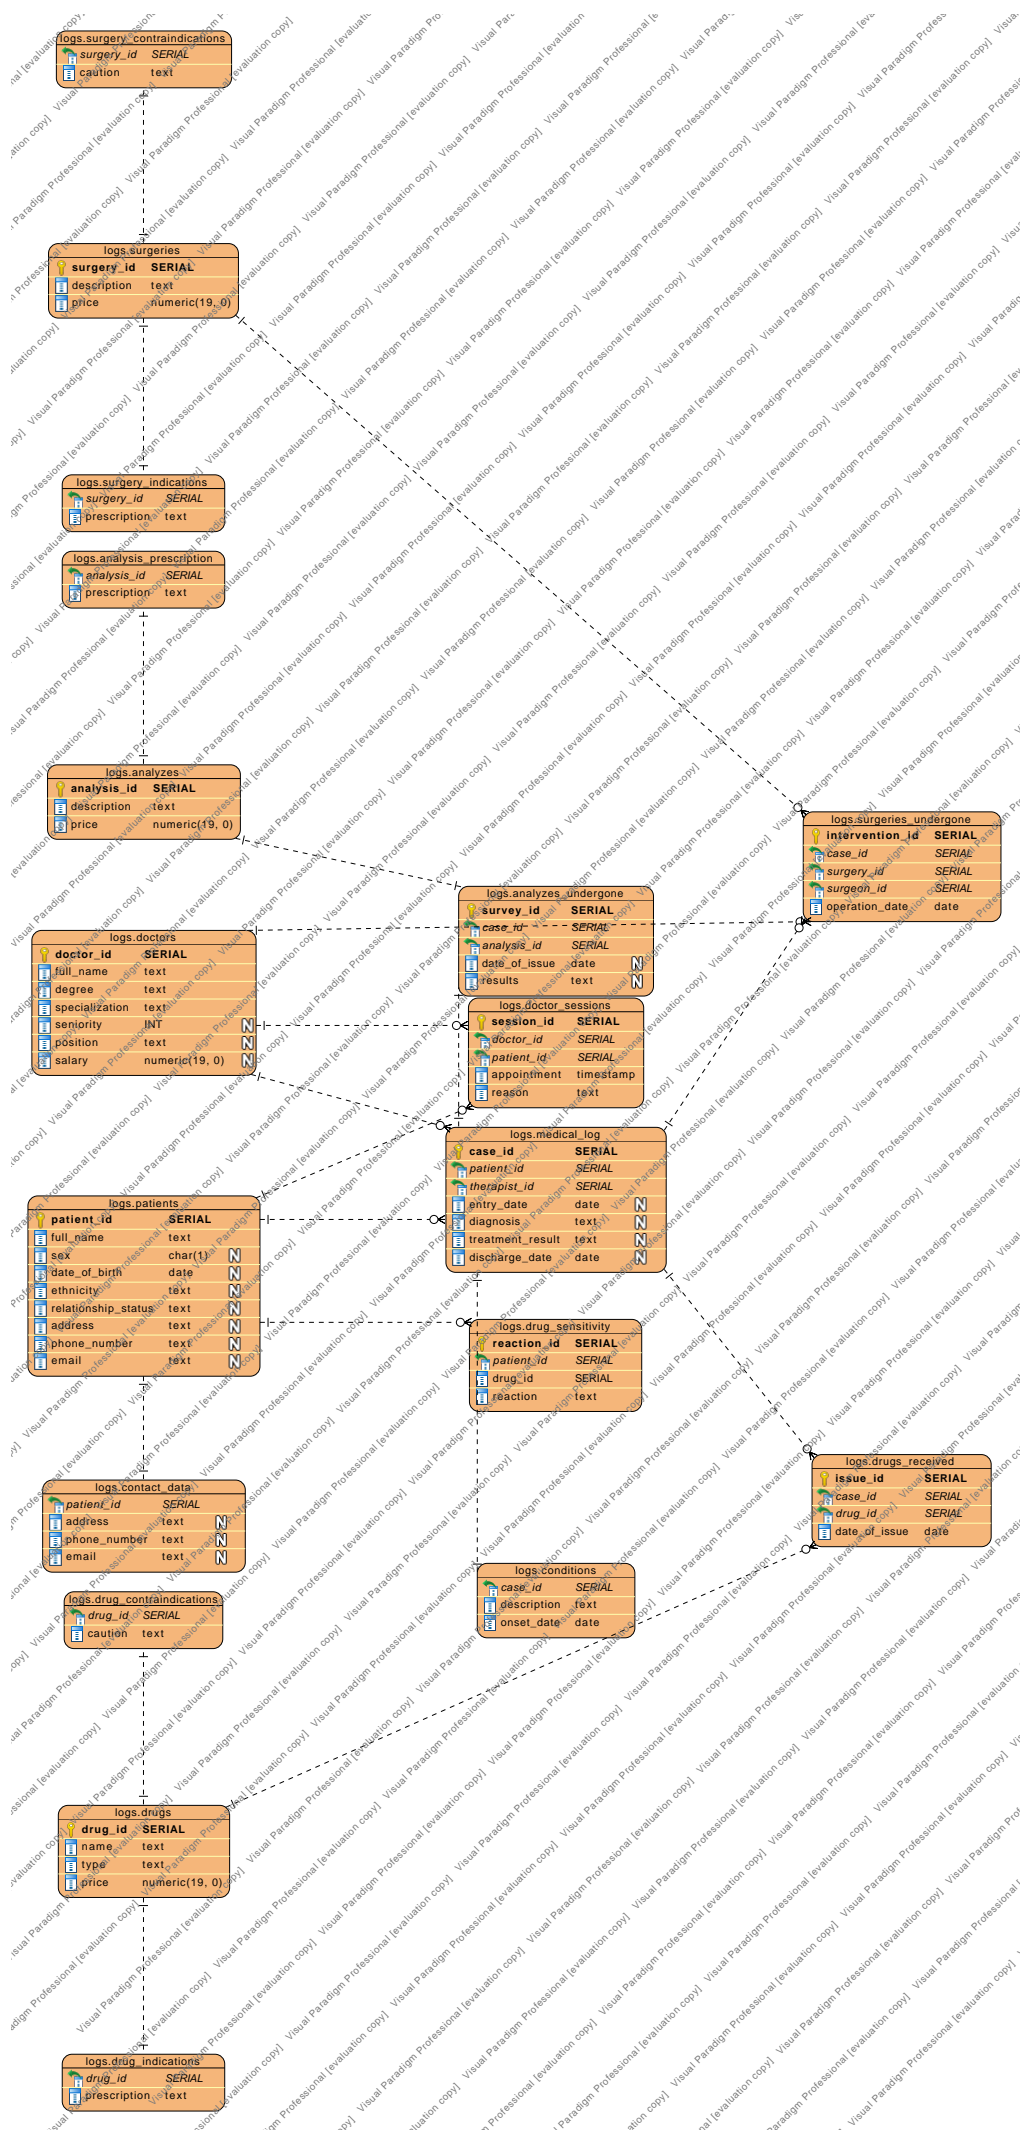 logs.surgery_contraindications
surgery_id SERIAL
caution text
logs.surgeries
surgery_id SERIAL
description text
price numeric(19, 0)
logs.surgery_indications
surgery_id SERIAL
prescription text
logs.analysis_prescription
analysis_id SERIAL
prescription text
logs.analyzes
analysis_id SERIAL
description text
price numeric(19, 0)
logs.surgeries_undergone
intervention_id SERIAL
case_id SERIAL
surgery_id SERIAL
surgeon_id SERIAL
operation_date date
logs.analyzes_undergone
survey_id SERIAL
case_id SERIAL
analysis_id SERIAL
date_of_issue date N
results text N
logs.doctors
doctor_id SERIAL
full_name text
degree text
specialization text
seniority INT N
position text N
salary numeric(19, 0) N
logs.doctor_sessions
session_id SERIAL
doctor_id SERIAL
patient_id SERIAL
appointment timestamp
reason text
logs.medical_log
case_id SERIAL
patient_id SERIAL
therapist_id SERIAL
entry_date date N
diagnosis text N
treatment_result text N
discharge_date date N
logs.patients
patient_id SERIAL
full_name text
sex char(1) N
date_of_birth date N
ethnicity text N
relationship_status text N
address text N
phone_number text N
email text N
logs.drug_sensitivity
reaction_id SERIAL
patient_id SERIAL
drug_id SERIAL
reaction text
logs.drugs_received
issue_id SERIAL
case_id SERIAL
drug_id SERIAL
date_of_issue date
logs.contact_data
patient_id SERIAL
address text N
phone_number text N
email text N
logs.conditions
case_id SERIAL
description text
onset_date date
logs.drug_contraindications
drug_id SERIAL
caution text
logs.drugs
drug_id SERIAL
name text
type text
price numeric(19, 0)
logs.drug_indications
drug_id SERIAL
prescription text
Visual Paradigm Professional [evaluation copy]